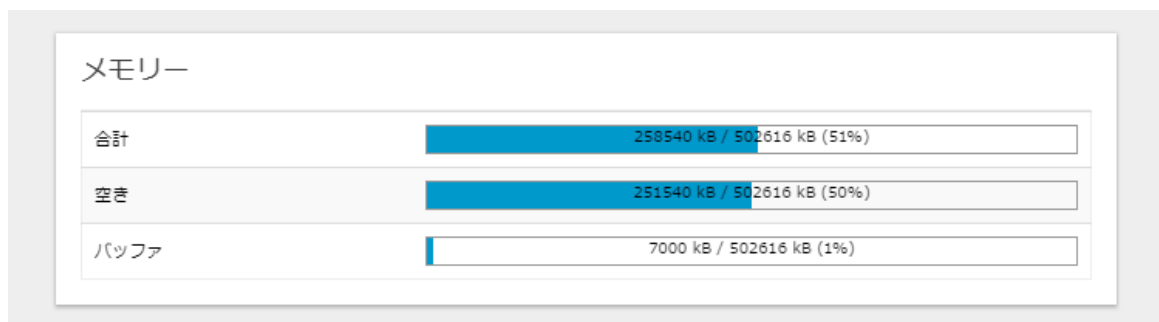 メモリー
合計 258540 kB / 502616 kB (51%)
空き 251540 kB / 502616 kB (50%)
バッファ 7000 kB / 502616 kB (1%)